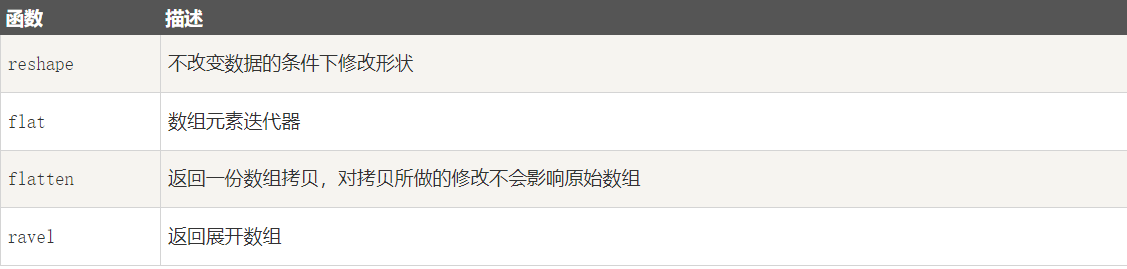 函数 描述
reshape 不改变数据的条件下修改形状
flat 数组元素迭代器
flatten 返回一份数组拷贝，对拷贝所做的修改不会影响原始数组
ravel 返回展开数组